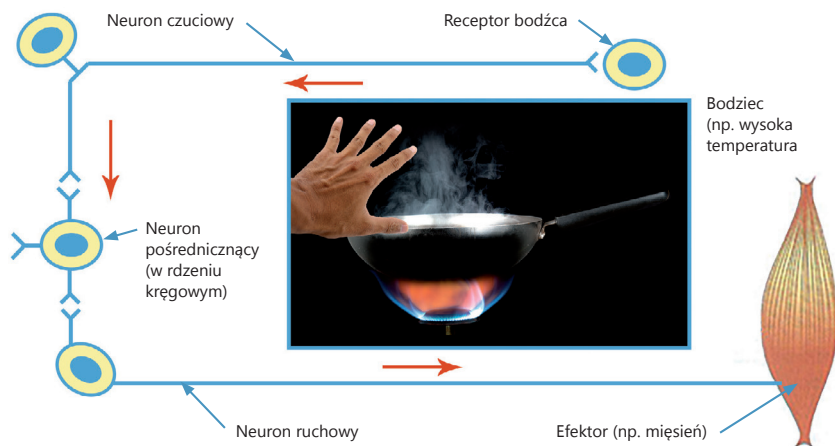 Neuron czuciowy
Receptor bodźca
Bodziec
(np. wysoka
temperatura
Neuron
pośrednicznący
(w rdzeniu
kręgowym)
Neuron ruchowy
Efektor (np. mięsień)